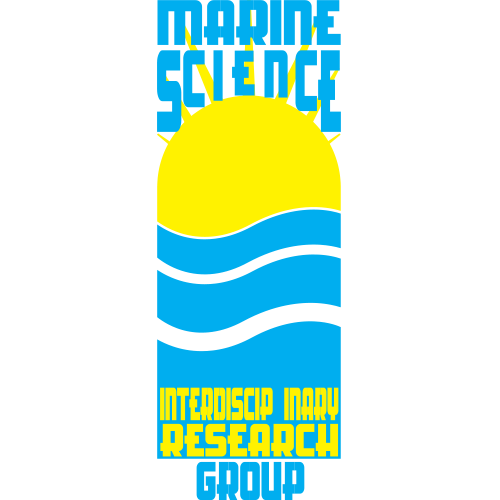 MARINE
SCIENCE
INTERDISCIP INARY
RESEARCH
GROUP